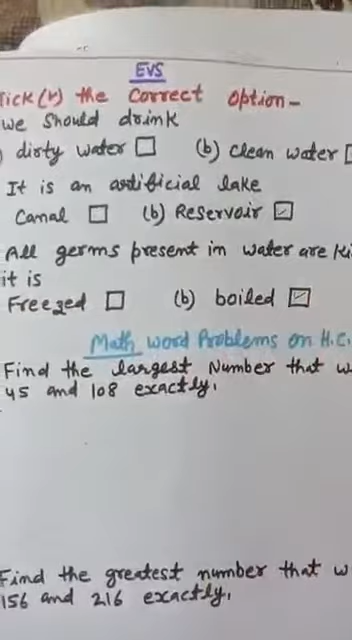 EVS
Tick (✓) the Correct Option -
we should drink
) dirty water ☐ (b) clean water
It is an artificial lake
Canal ☐ (b) Reservoir ☑
All germs present in water are ki
it is
Freezed ☐ (b) boiled ☑
Math word Problems on H.C.
Find the largest Number that w
45 and 108 exactly.
Find the greatest number that w
156 and 216 exactly.